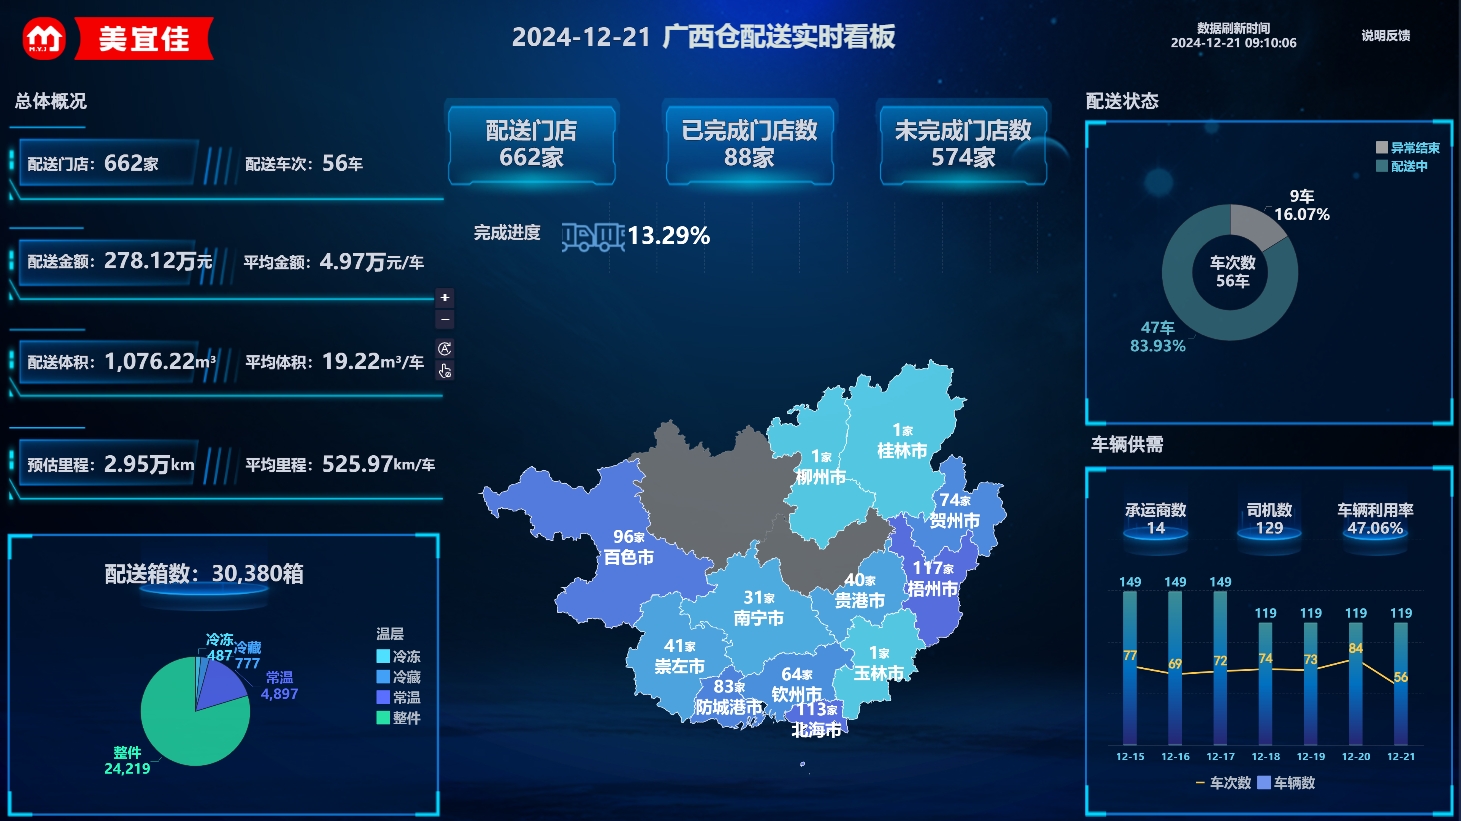 M.Y.J
美宜佳
2024-12-21 广西仓配送实时看板
数据刷新时间
2024-12-21 09:10:06
说明反馈
总体概况
配送门店：662家
配送车次：56车
配送金额：278.12万元
平均金额：4.97万元/车
配送体积：1,076.22m³
平均体积：19.22m³/车
预估里程：2.95万km
平均里程：525.97km/车
配送箱数：30,380箱
冷冻
487
冷藏
777
常温
4,897
整件
24,219
温层
冷冻
冷藏
常温
整件
配送门店
662家
已完成门店数
88家
未完成门店数
574家
完成进度
13.29%
+
−
1家
桂林市
1家
柳州市
74家
贺州市
96家
百色市
117家
梧州市
40家
贵港市
31家
南宁市
41家
崇左市
1家
玉林市
64家
钦州市
83家
防城港市
113家
北海市
配送状态
异常结束
配送中
9车
16.07%
车次数
56车
47车
83.93%
车辆供需
承运商数
14
司机数
129
车辆利用率
47.06%
149 149 149 119 119 119 119
77 69 72 74 73 84 56
12-15 12-16 12-17 12-18 12-19 12-20 12-21
车次数 车辆数